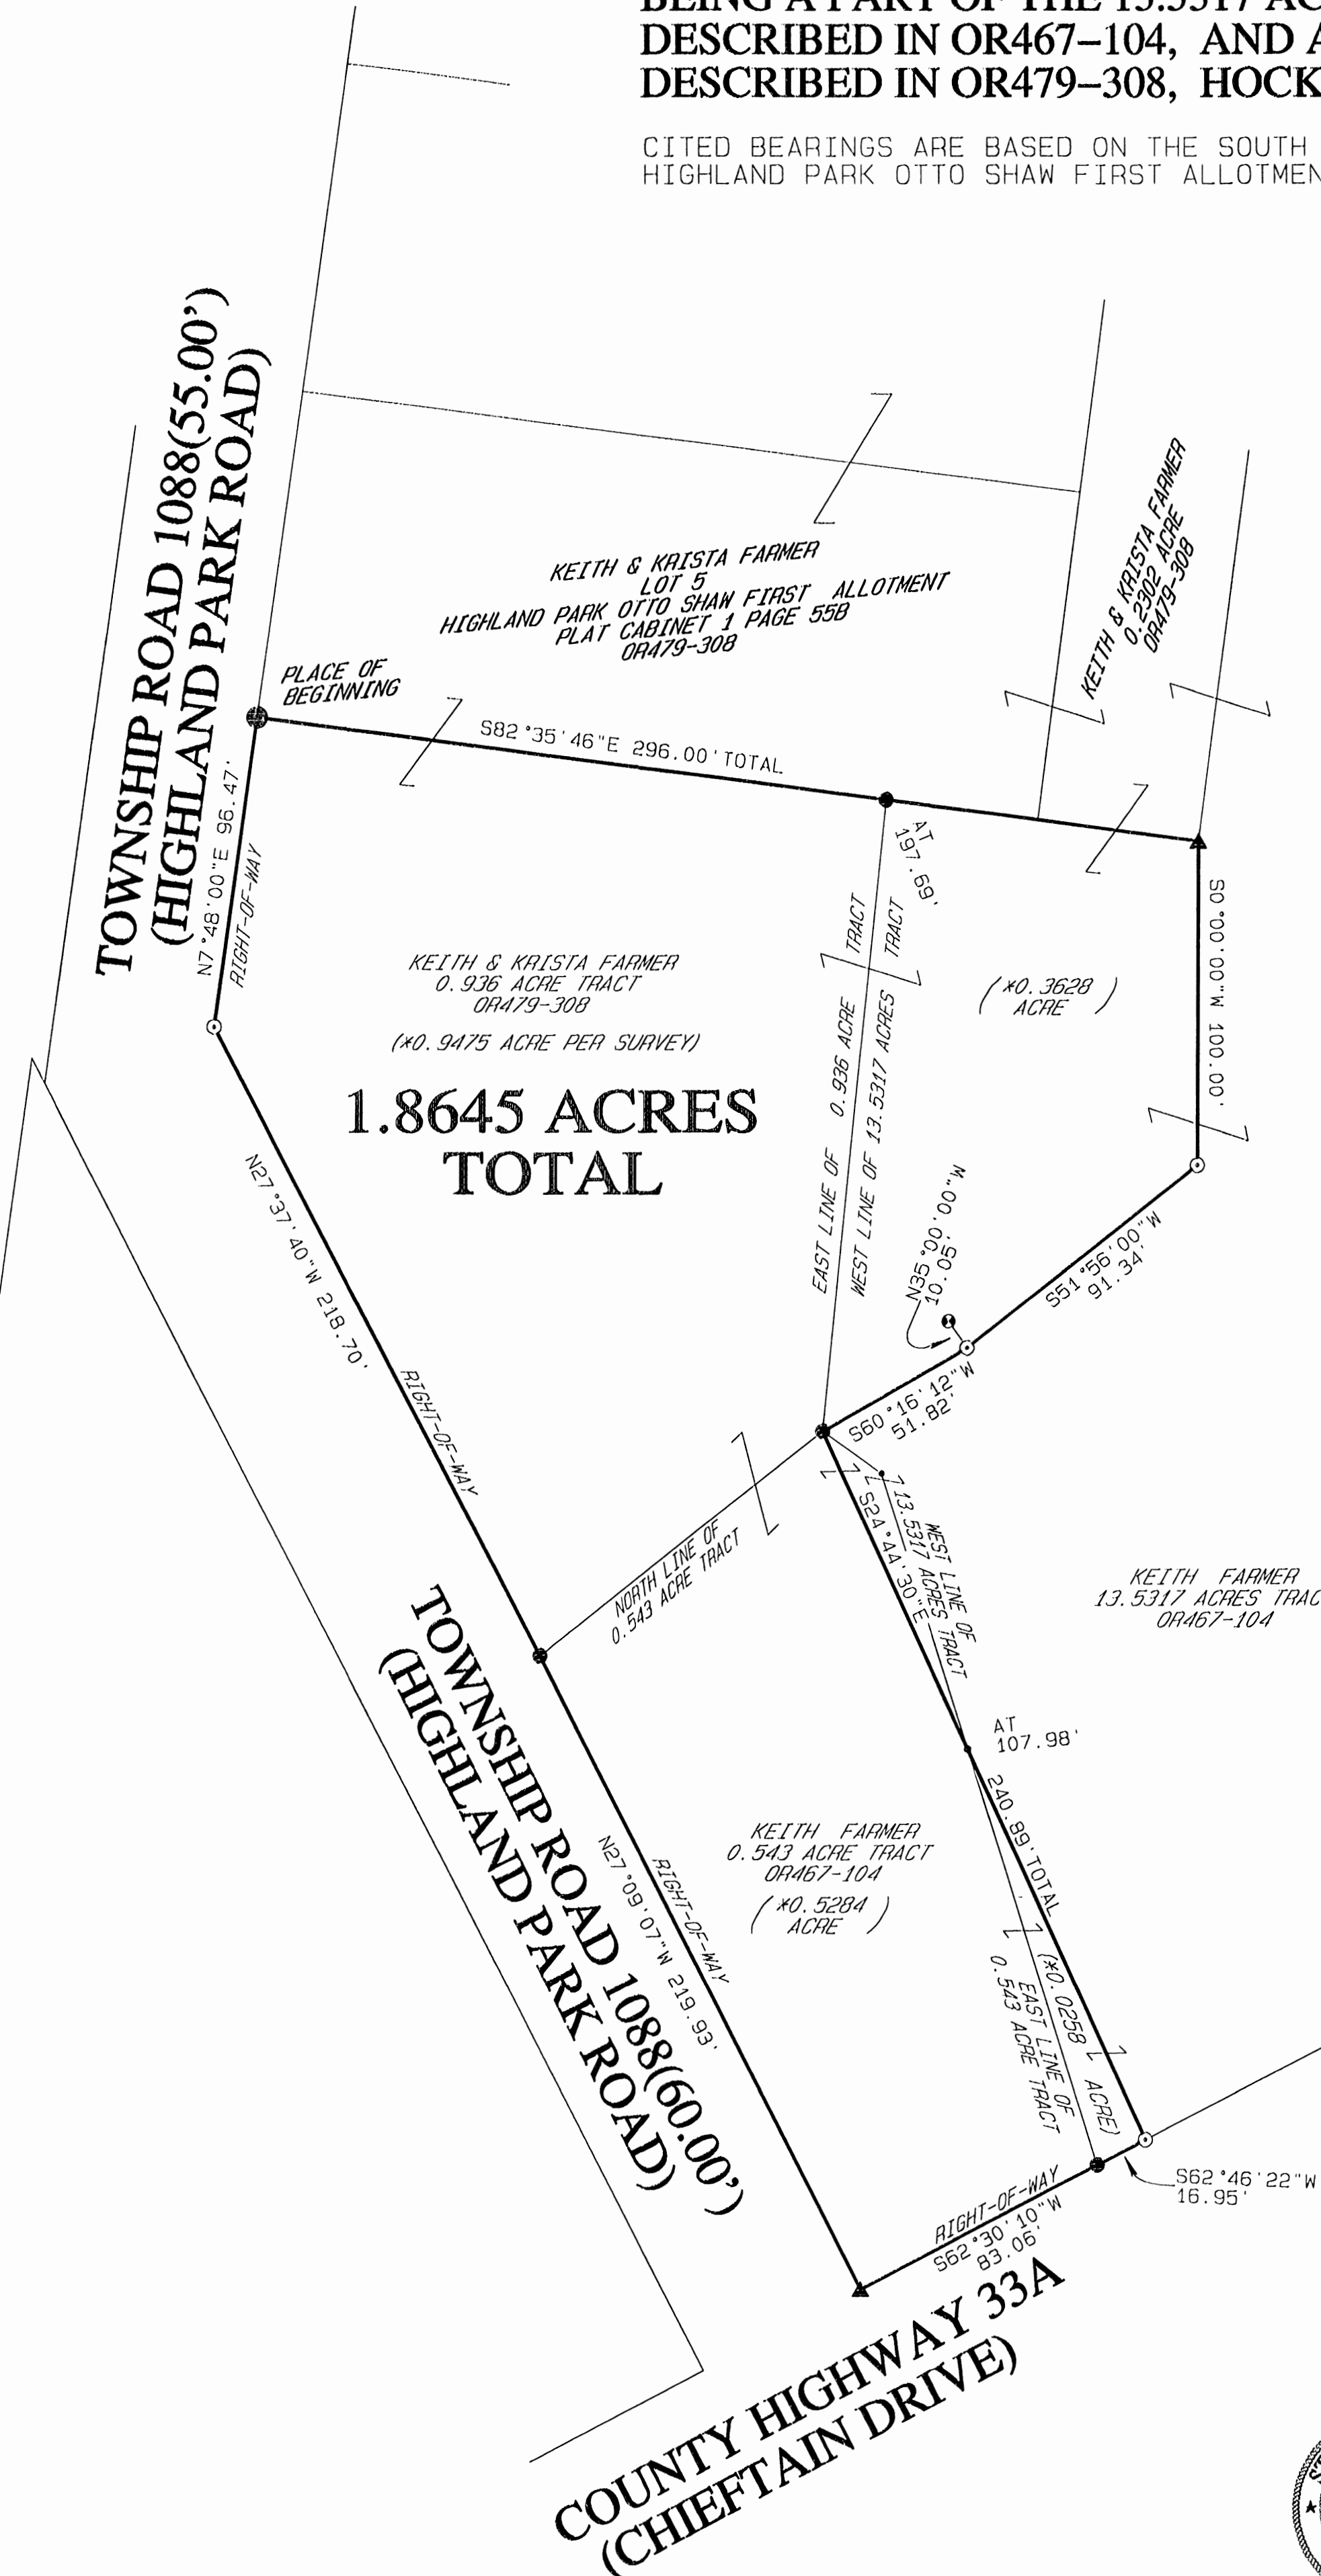 DESCRIBED IN OR467–104, AND A
DESCRIBED IN OR479–308, HOCK
CITED BEARINGS ARE BASED ON THE SOUTH
HIGHLAND PARK OTTO SHAW FIRST ALLOTMEN
TOWNSHIP ROAD 1088(55.00')
(HIGHLAND PARK ROAD)
KEITH & KRISTA FARMER
LOT 5
HIGHLAND PARK OTTO SHAW FIRST ALLOTMENT
PLAT CABINET 1 PAGE 55B
OR479-308
KEITH & KRISTA FARMER
0.2302 ACRE
OR479-308
PLACE OF
BEGINNING
S82°35'46"E 296.00'TOTAL
AT
197.69'
N7°48'00"E 96.47'
RIGHT-OF-WAY
S0°00'00"W 100.00'
KEITH & KRISTA FARMER
0.936 ACRE TRACT
OR479-308
(*0.9475 ACRE PER SURVEY)
1.8645 ACRES
TOTAL
EAST LINE OF 0.936 ACRE TRACT
WEST LINE OF 13.5317 ACRES TRACT
(*0.3628
ACRE )
N35°00'00"W
10.05'
S51°56'00"W
91.34'
S60°16'12"W
51.82'
N27°37'40"W 218.70'
RIGHT-OF-WAY
NORTH LINE OF
0.543 ACRE TRACT
S24°44'30"E
WEST LINE OF
13.5317 ACRES TRACT
KEITH FARMER
13.5317 ACRES TRAC
OR467-104
AT
107.98'
240.89'TOTAL
TOWNSHIP ROAD 1088(60.00')
(HIGHLAND PARK ROAD)
KEITH FARMER
0.543 ACRE TRACT
OR467-104
(*0.5284
ACRE )
N27°09'07"W 219.93'
RIGHT-OF-WAY
(*0.0258 ACRE)
EAST LINE OF
0.543 ACRE TRACT
S62°46'22"W
16.95'
RIGHT-OF-WAY
S62°30'10"W
83.06'
COUNTY HIGHWAY 33A
(CHIEFTAIN DRIVE)